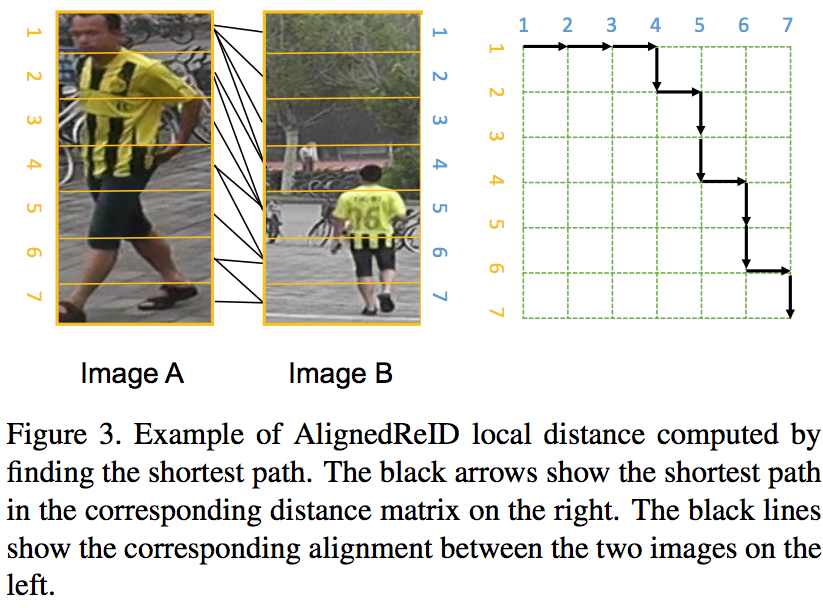 1 2 3 4 5 6 7
1 2 3 4 5 6 7
1 2 3 4 5 6 7
1 2 3 4 5 6 7
16
Image A
Image B
Figure 3. Example of AlignedReID local distance computed by
finding the shortest path. The black arrows show the shortest path
in the corresponding distance matrix on the right. The black lines
show the corresponding alignment between the two images on the
left.